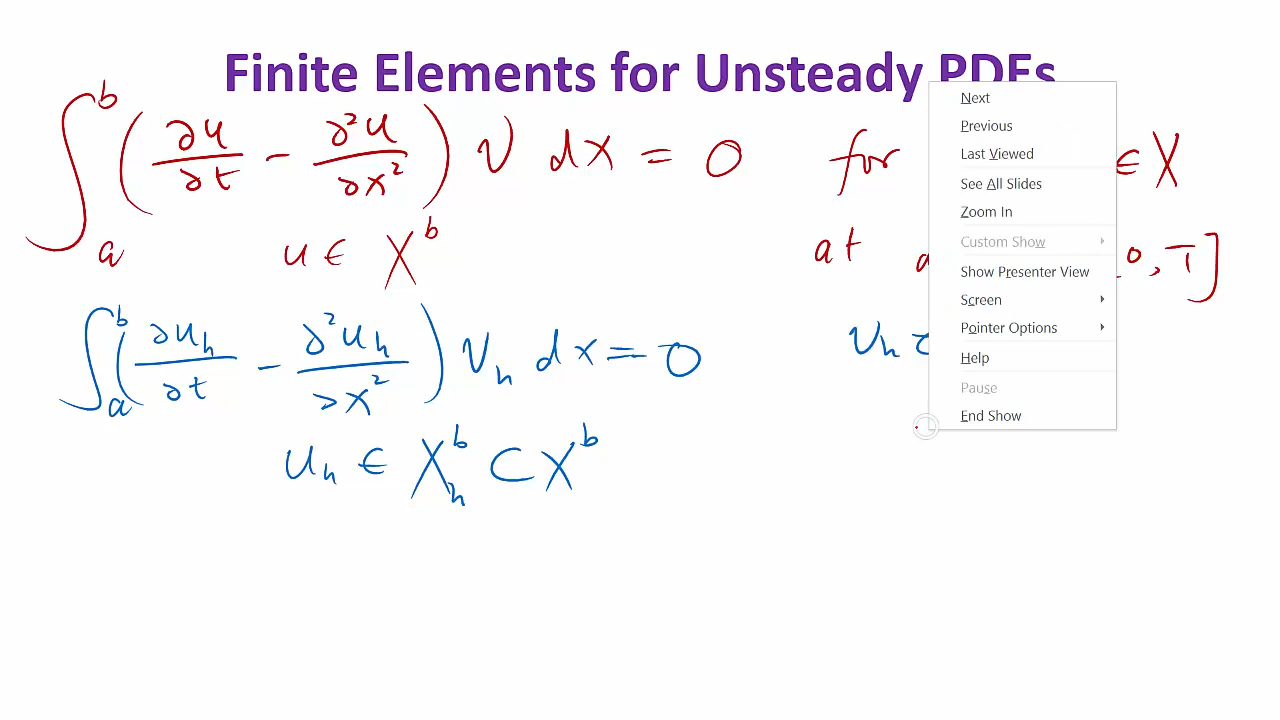 Finite Elements for Unsteady PDEs
∫_a^b (∂u/∂t − ∂²u/∂x²) v dx = 0 for ∈ X
u ∈ X^b at [0, T]
∫_a^b (∂u_h/∂t − ∂²u_h/∂x²) v_h dx = 0 v_h
u_h ∈ X_h^b ⊂ X^b
Next
Previous
Last Viewed
See All Slides
Zoom In
Custom Show
Show Presenter View
Screen
Pointer Options
Help
Pause
End Show